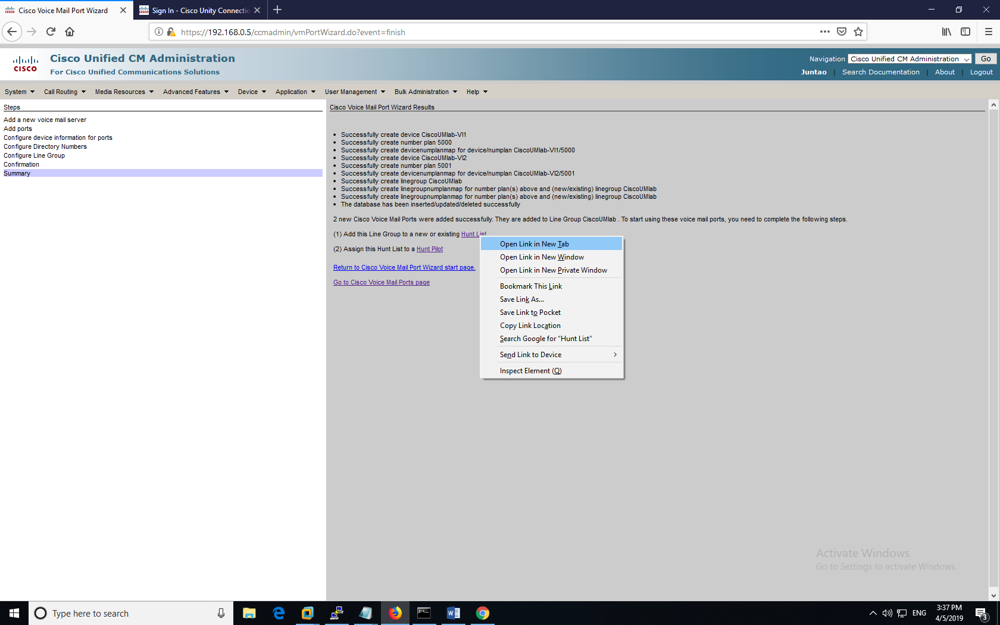 Cisco Voice Mail Port Wizard
Sign In - Cisco Unity Connectio
https://192.168.0.5/ccmadmin/vmPortWizard.do?event=finish
CISCO
Cisco Unified CM Administration
For Cisco Unified Communications Solutions
Navigation Cisco Unified CM Administration Go
Juntao | Search Documentation | About | Logout
System Call Routing Media Resources Advanced Features Device Application User Management Bulk Administration Help
Steps
Add a new voice mail server
Add ports
Configure device information for ports
Configure Directory Numbers
Configure Line Group
Confirmation
Summary
Cisco Voice Mail Port Wizard Results
• Successfully create device CiscoUMlab-VI1
• Successfully create number plan 5000
• Successfully create devicenumplanmap for device/numplan CiscoUMlab-VI1/5000
• Successfully create device CiscoUMlab-VI2
• Successfully create number plan 5001
• Successfully create devicenumplanmap for device/numplan CiscoUMlab-VI2/5001
• Successfully create linegroup CiscoUMlab
• Successfully create linegroupnumplanmap for number plan(s) above and (new/existing) linegroup CiscoUMlab
• Successfully create linegroupnumplanmap for number plan(s) above and (new/existing) linegroup CiscoUMlab
• The database has been inserted/updated/deleted successfully
2 new Cisco Voice Mail Ports were added successfully. They are added to Line Group CiscoUMlab . To start using these voice mail ports, you need to complete the following steps.
(1) Add this Line Group to a new or existing Hunt List
(2) Assign this Hunt List to a Hunt Pilot
Return to Cisco Voice Mail Port Wizard start page.
Go to Cisco Voice Mail Ports page
Open Link in New Tab
Open Link in New Window
Open Link in New Private Window
Bookmark This Link
Save Link As...
Save Link to Pocket
Copy Link Location
Search Google for “Hunt List”
Send Link to Device
Inspect Element (Q)
Activate Windows
Go to Settings to activate Windows.
Type here to search
ENG
3:37 PM
4/5/2019
3